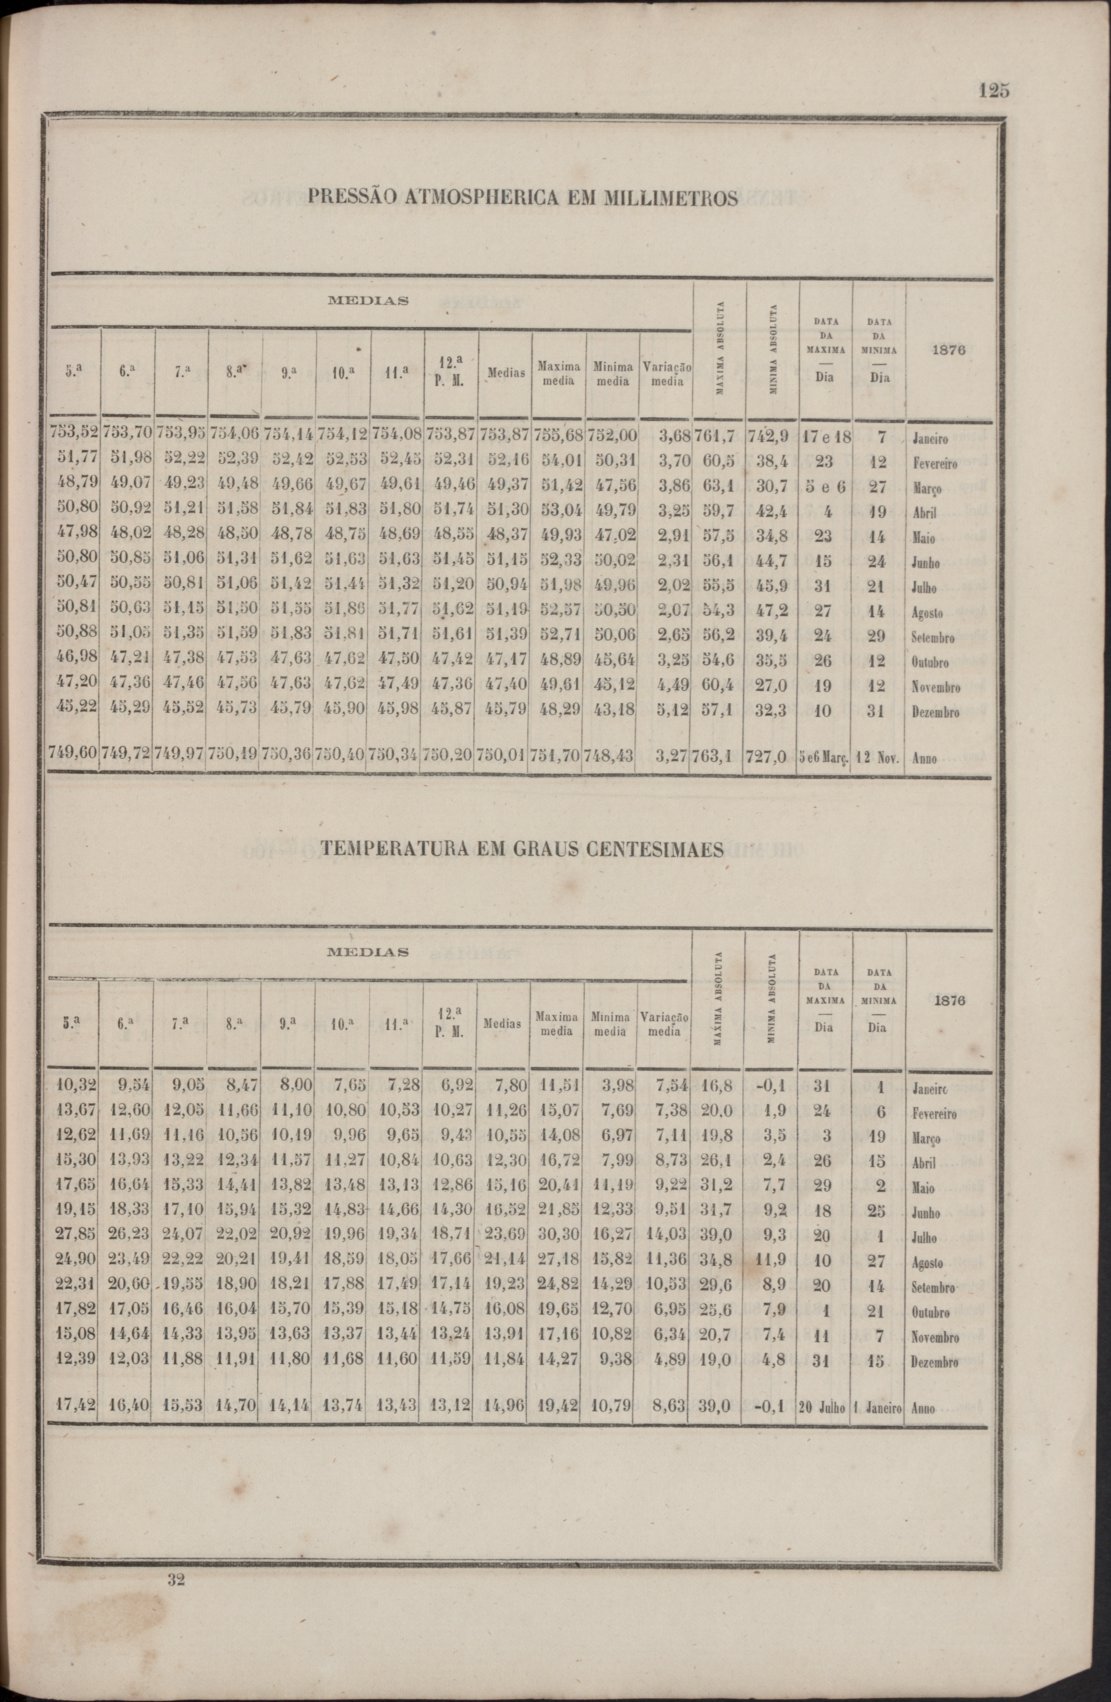 125
PRESSÃO ATMOSPHERICA EM MILLIMETROS
MEDIAS MAXIMA ABSOLUTA MINIMA ABSOLUTA DATA DA MAXIMA — Dia DATA DA MINIMA — Dia 1876
5.ª 6.ª 7.ª 8.ª 9.ª 10.ª 11.ª 12.ª P. M. Medias Maxima media Minima media Variação media
753,52 753,70 753,95 754,06 754,14 754,12 754,08 753,87 753,87 755,68 752,00 3,68 761,7 742,9 17 e 18 7 Janeiro
51,77 51,98 52,22 52,39 52,42 52,53 52,45 52,31 52,16 54,01 50,31 3,70 60,5 38,4 23 12 Fevereiro
48,79 49,07 49,23 49,48 49,66 49,67 49,61 49,46 49,37 51,42 47,56 3,86 63,1 30,7 5 e 6 27 Março
50,80 50,92 51,21 51,58 51,84 51,83 51,80 51,74 51,30 53,04 49,79 3,25 59,7 42,4 4 19 Abril
47,98 48,02 48,28 48,50 48,78 48,75 48,69 48,55 48,37 49,93 47,02 2,91 57,5 34,8 23 14 Maio
50,80 50,85 51,06 51,31 51,62 51,63 51,63 51,45 51,15 52,33 50,02 2,31 56,1 44,7 15 24 Junho
50,47 50,55 50,81 51,06 51,42 51,44 51,32 51,20 50,94 51,98 49,96 2,02 55,5 45,9 31 21 Julho
50,81 50,63 51,15 51,50 51,55 51,86 51,77 51,62 51,19 52,57 50,50 2,07 54,3 47,2 27 14 Agosto
50,88 51,05 51,35 51,59 51,83 51,81 51,71 51,61 51,39 52,71 50,06 2,65 56,2 39,4 24 29 Setembro
46,98 47,21 47,38 47,53 47,63 47,62 47,50 47,42 47,17 48,89 45,64 3,25 54,6 35,5 26 12 Outubro
47,20 47,36 47,46 47,56 47,63 47,62 47,49 47,36 47,40 49,61 45,12 4,49 60,4 27,0 19 12 Novembro
45,22 45,29 45,52 45,73 45,79 45,90 45,98 45,87 45,79 48,29 43,18 5,12 57,1 32,3 10 31 Dezembro
749,60 749,72 749,97 750,19 750,36 750,40 750,34 750,20 750,01 751,70 748,43 3,27 763,1 727,0 5 e 6 Març. 12 Nov. Anno
TEMPERATURA EM GRAUS CENTESIMAES
MEDIAS MAXIMA ABSOLUTA MINIMA ABSOLUTA DATA DA MAXIMA — Dia DATA DA MINIMA — Dia 1876
5.ª 6.ª 7.ª 8.ª 9.ª 10.ª 11.ª 12.ª P. M. Medias Maxima media Minima media Variação media
10,32 9,54 9,05 8,47 8,00 7,65 7,28 6,92 7,80 11,51 3,98 7,54 16,8 -0,1 31 1 Janeiro
13,67 12,60 12,05 11,66 11,10 10,80 10,53 10,27 11,26 15,07 7,69 7,38 20,0 1,9 24 6 Fevereiro
12,62 11,69 11,16 10,56 10,19 9,96 9,65 9,43 10,55 14,08 6,97 7,11 19,8 3,5 3 19 Março
15,30 13,93 13,22 12,34 11,57 11,27 10,84 10,63 12,30 16,72 7,99 8,73 26,1 2,4 26 15 Abril
17,65 16,64 15,33 14,41 13,82 13,48 13,13 12,86 15,16 20,41 11,19 9,22 31,2 7,7 29 2 Maio
19,15 18,33 17,10 15,94 15,32 14,83 14,66 14,30 16,52 21,85 12,33 9,51 31,7 9,2 18 25 Junho
27,85 26,23 24,07 22,02 20,92 19,96 19,34 18,71 23,69 30,30 16,27 14,03 39,0 9,3 20 1 Julho
24,90 23,49 22,22 20,21 19,41 18,59 18,05 17,66 21,14 27,18 15,82 11,36 34,8 11,9 10 27 Agosto
22,31 20,60 19,55 18,90 18,21 17,88 17,49 17,14 19,23 24,82 14,29 10,53 29,6 8,9 20 14 Setembro
17,82 17,05 16,46 16,04 15,70 15,39 15,18 14,75 16,08 19,65 12,70 6,95 25,6 7,9 1 21 Outubro
15,08 14,64 14,33 13,95 13,63 13,37 13,44 13,24 13,91 17,16 10,82 6,34 20,7 7,4 11 7 Novembro
12,39 12,03 11,88 11,91 11,80 11,68 11,60 11,59 11,84 14,27 9,38 4,89 19,0 4,8 31 15 Dezembro
17,42 16,40 15,53 14,70 14,14 13,74 13,43 13,12 14,96 19,42 10,79 8,63 39,0 -0,1 20 Julho 1 Janeiro Anno
32